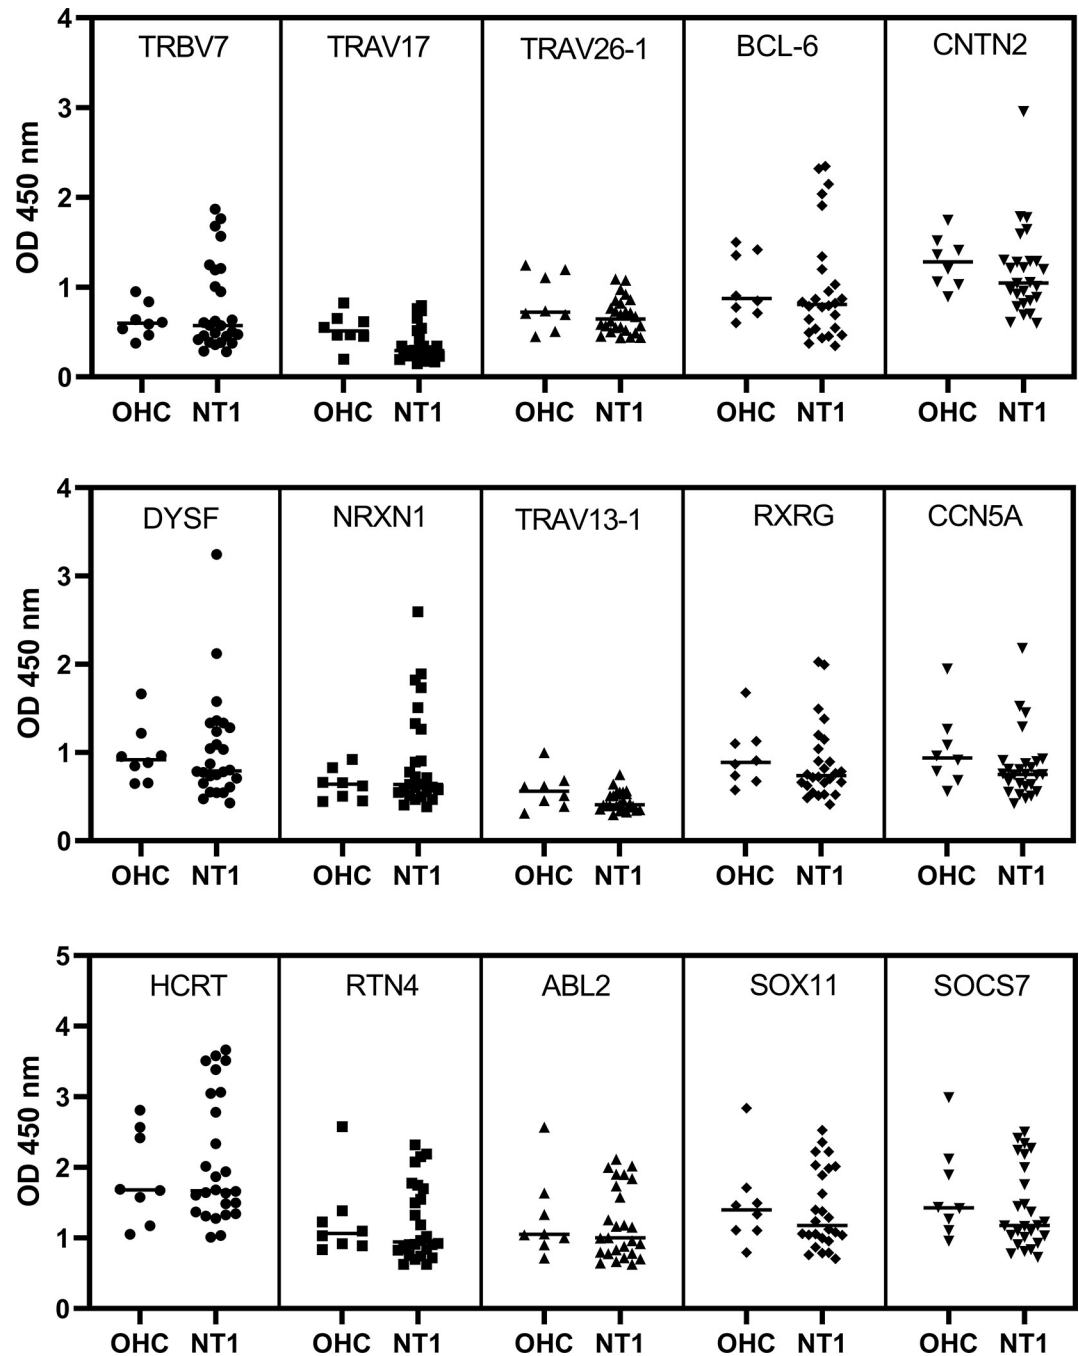 4
TRBV7 TRAV17 TRAV26-1 BCL-6 CNTN2
3
OD 450 nm
2
1
0
OHC NT1 OHC NT1 OHC NT1 OHC NT1 OHC NT1
4
DYSF NRXN1 TRAV13-1 RXRG CCN5A
3
OD 450 nm
2
1
0
OHC NT1 OHC NT1 OHC NT1 OHC NT1 OHC NT1
5
HCRT RTN4 ABL2 SOX11 SOCS7
4
3
OD 450 nm
2
1
0
OHC NT1 OHC NT1 OHC NT1 OHC NT1 OHC NT1